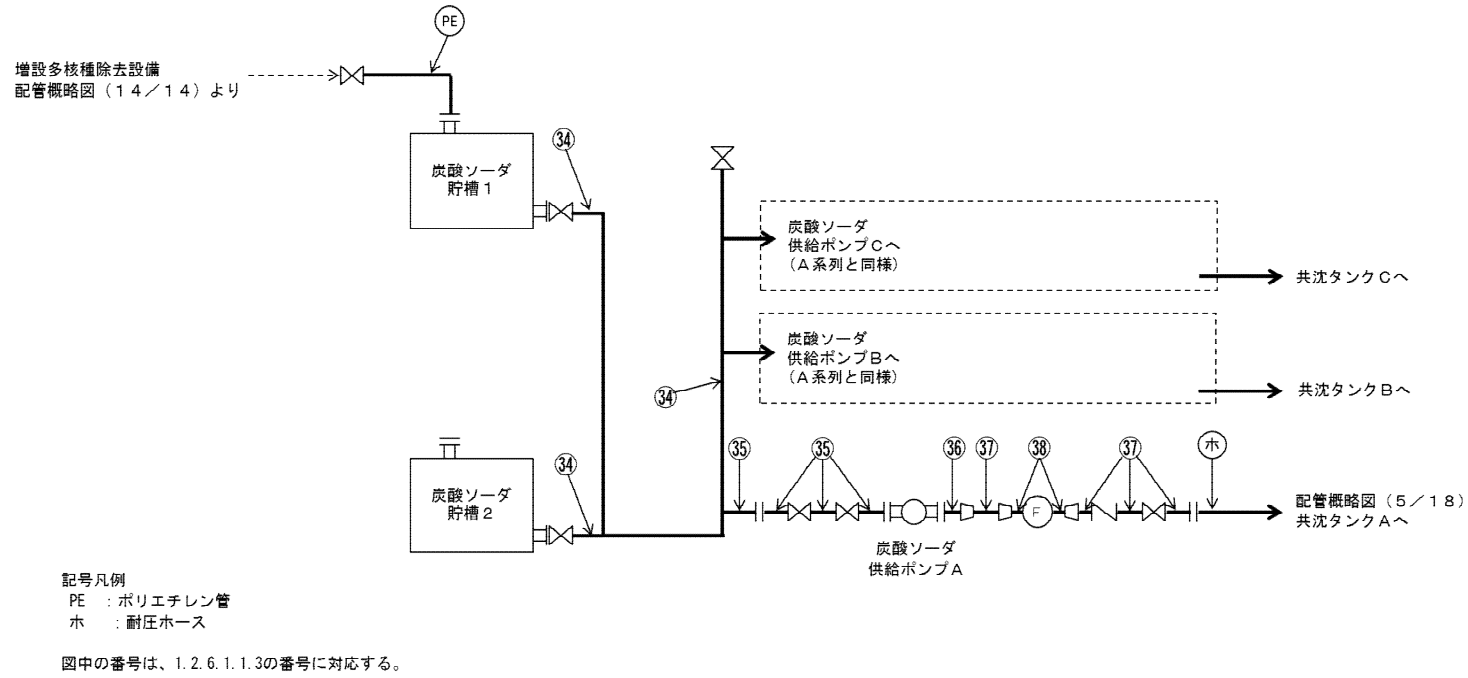 PE
増設多核種除去設備
配管概略図（１４／１４）より
炭酸ソーダ
貯槽１
㉞
炭酸ソーダ
供給ポンプＣへ
（Ａ系列と同様）
共沈タンクＣへ
炭酸ソーダ
供給ポンプＢへ
（Ａ系列と同様）
共沈タンクＢへ
㉞
㉟
㉟
㊱
㊲
㊳
㊲
ホ
㉞
炭酸ソーダ
貯槽２
F
配管概略図（５／１８）
共沈タンクＡへ
炭酸ソーダ
供給ポンプＡ
記号凡例
PE ：ポリエチレン管
ホ ：耐圧ホース
図中の番号は、1.2.6.1.1.3の番号に対応する。